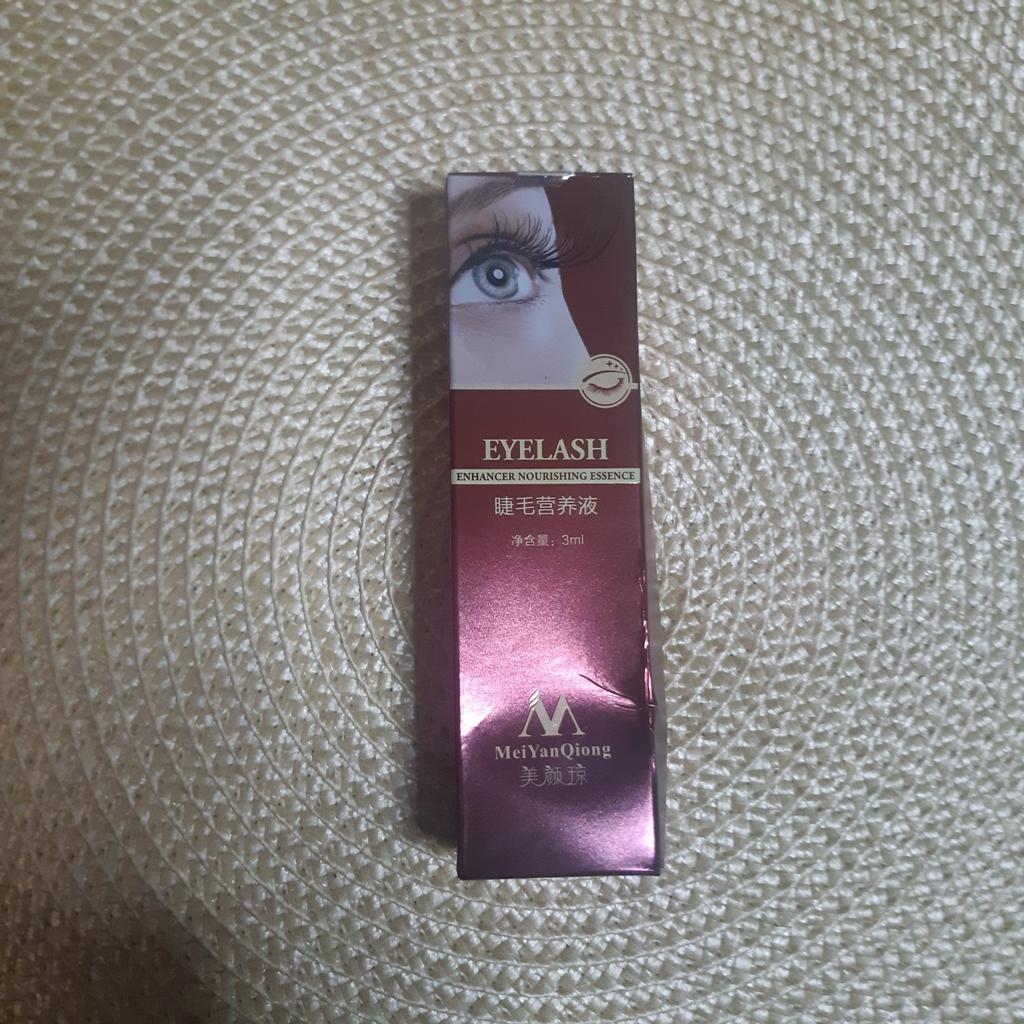 EYELASH
ENHANCER NOURISHING ESSENCE
睫毛营养液
净含量：3ml
MeiYanQiong
美颜琼